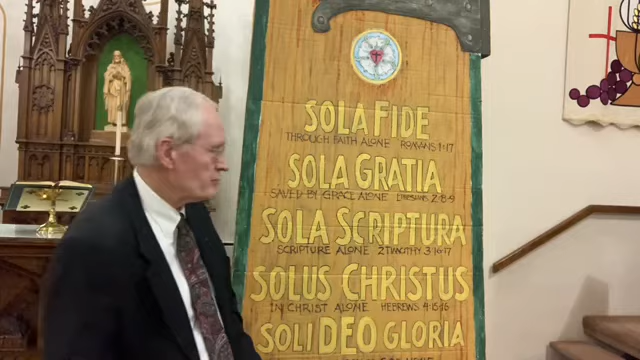 SOLA FIDE
THROUGH FAITH ALONE ROMANS 1:17
SOLA GRATIA
SAVED BY GRACE ALONE EPHESIANS 2:8-9
SOLA SCRIPTURA
SCRIPTURE ALONE 2 TIMOTHY 3:16-17
SOLUS CHRISTUS
IN CHRIST ALONE HEBREWS 4:15-16
SOLI DEO GLORIA